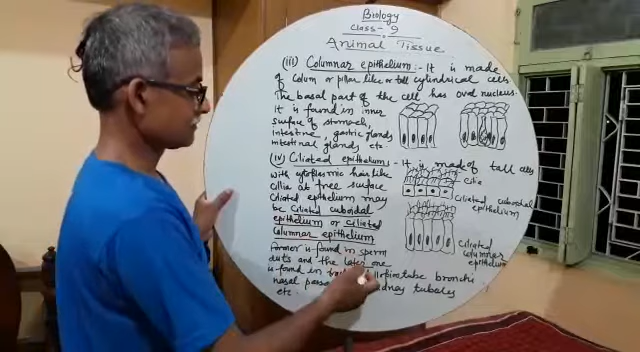 Biology
Class - 9
Animal Tissue
(iii) Columnar epithelium :- It is made
of Colum or pillar like or tall cylindrical cells.
The basal part of the cell has oval nucleus.
It is found in inner
surface of stomach,
intestine, gastric glands
intestinal glands, etc
(iv) Ciliated epithelium :- It is made of tall cells
with cytoplasmic hair like
cillia at free surface
Cilia
Ciliated epithelium may
be ciliated cuboidal
epithelium or ciliated
columnar epithelium
Ciliated cuboidal
epithelium
Former is found in sperm
ducts and the later one
is found in bronchi
nasal kidney tubules
etc
Ciliated
columnar
epithelium